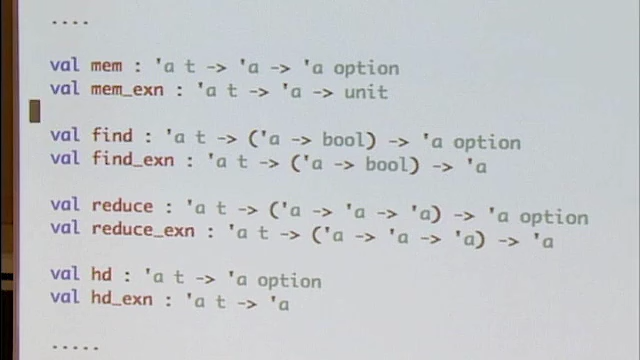 ....
val mem : 'a t -> 'a -> 'a option
val mem_exn : 'a t -> 'a -> unit
val find : 'a t -> ('a -> bool) -> 'a option
val find_exn : 'a t -> ('a -> bool) -> 'a
val reduce : 'a t -> ('a -> 'a -> 'a) -> 'a option
val reduce_exn : 'a t -> ('a -> 'a -> 'a) -> 'a
val hd : 'a t -> 'a option
val hd_exn : 'a t -> 'a
.....